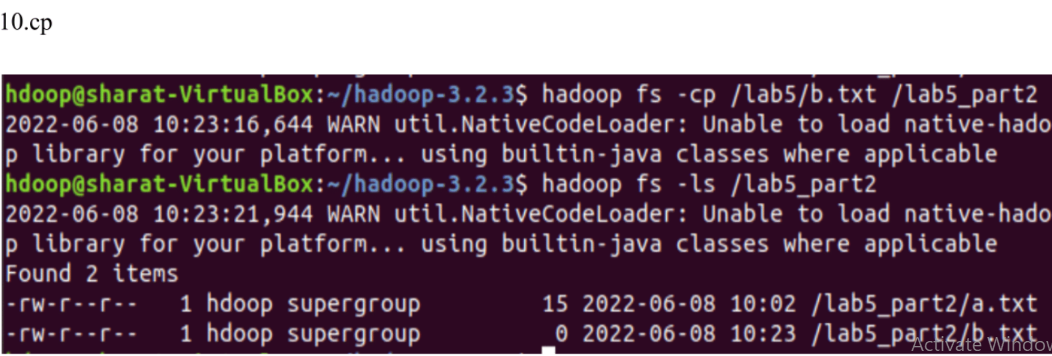 10.cp
hdoop@sharat-VirtualBox:~/hadoop-3.2.3$ hadoop fs -cp /lab5/b.txt /lab5_part2
2022-06-08 10:23:16,644 WARN util.NativeCodeLoader: Unable to load native-hado
p library for your platform... using builtin-java classes where applicable
hdoop@sharat-VirtualBox:~/hadoop-3.2.3$ hadoop fs -ls /lab5_part2
2022-06-08 10:23:21,944 WARN util.NativeCodeLoader: Unable to load native-hado
p library for your platform... using builtin-java classes where applicable
Found 2 items
-rw-r--r--   1 hdoop supergroup         15 2022-06-08 10:02 /lab5_part2/a.txt
-rw-r--r--   1 hdoop supergroup          0 2022-06-08 10:23 /lab5_part2/b.txt
Activate Window